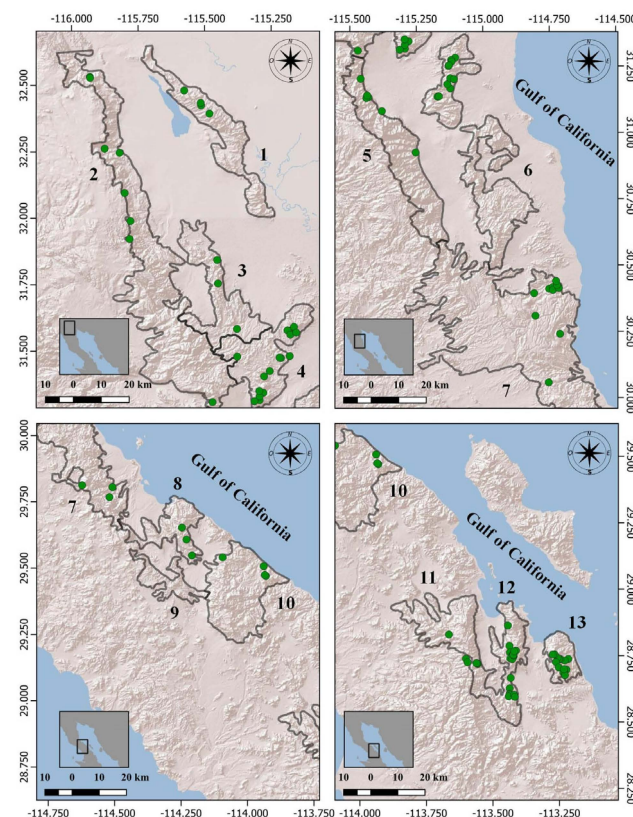 -116.000 -115.750 -115.500 -115.250
-115.500 -115.250 -115.000 -114.750 -114.500
32.500
32.250
32.000
31.750
31.500
1
2
3
4
N
O
E
S
10 0 10 20 km
31.250
31.000
30.750
30.500
30.250
30.000
Gulf of California
5
6
7
N
O
E
S
10 0 10 20 km
30.000
29.750
29.500
29.250
29.000
28.750
Gulf of California
7
8
9
10
N
O
E
S
10 0 10 20 km
29.500
29.250
29.000
28.750
28.500
28.250
Gulf of California
Gulf of California
10
11
12
13
N
O
E
S
10 0 10 20 km
-114.750 -114.500 -114.250 -114.000 -113.750
-114.000 -113.750 -113.500 -113.250